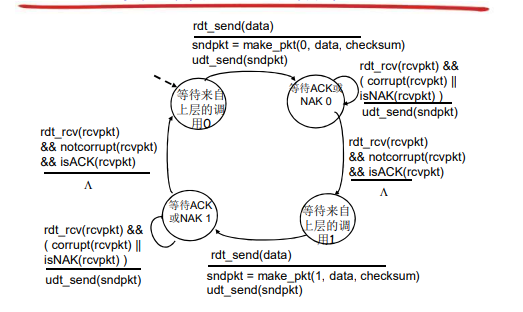 rdt_send(data)
sndpkt = make_pkt(0, data, checksum)
udt_send(sndpkt)
等待来自
上层的调
用0
等待ACK或
NAK 0
rdt_rcv(rcvpkt) &&
( corrupt(rcvpkt) ||
isNAK(rcvpkt) )
udt_send(sndpkt)
rdt_rcv(rcvpkt)
&& notcorrupt(rcvpkt)
&& isACK(rcvpkt)
Λ
rdt_rcv(rcvpkt)
&& notcorrupt(rcvpkt)
&& isACK(rcvpkt)
Λ
等待ACK
或NAK 1
等待来自
上层的调
用1
rdt_rcv(rcvpkt) &&
( corrupt(rcvpkt) ||
isNAK(rcvpkt) )
udt_send(sndpkt)
rdt_send(data)
sndpkt = make_pkt(1, data, checksum)
udt_send(sndpkt)